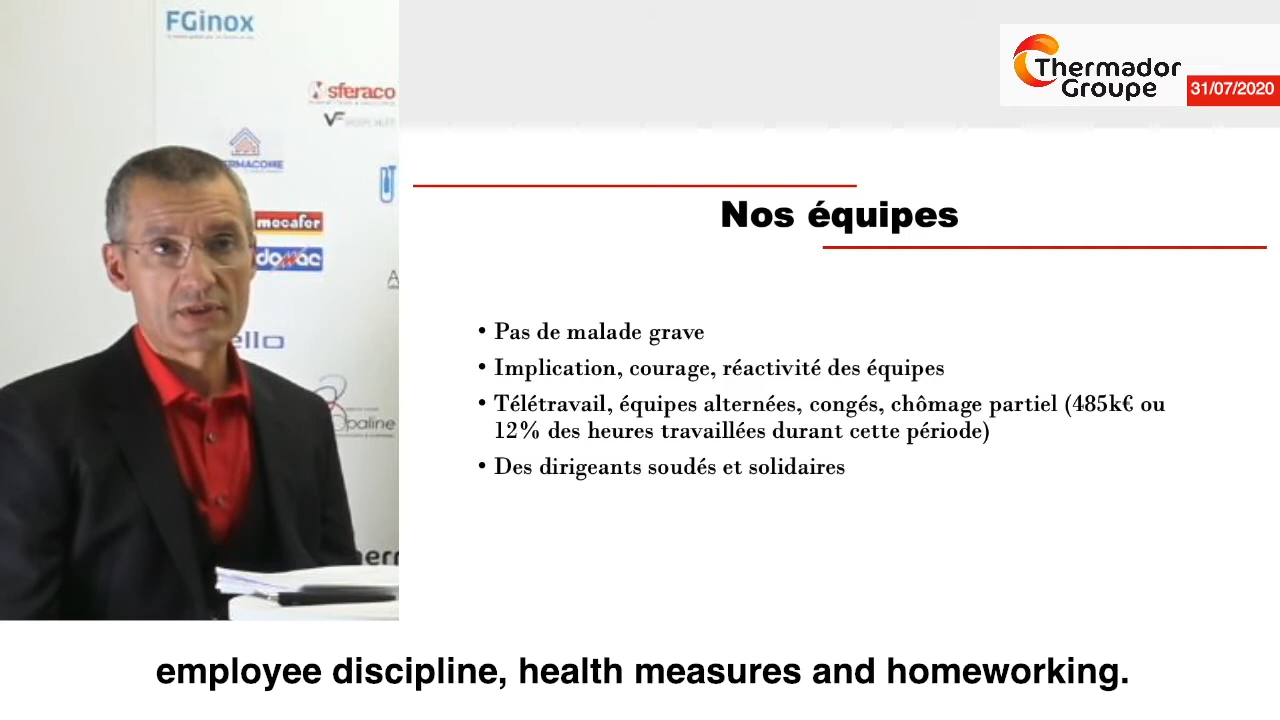 FGinox
sferaco
mecafer
domac
Thermador
Groupe
31/07/2020
Nos équipes
• Pas de malade grave
• Implication, courage, réactivité des équipes
• Télétravail, équipes alternées, congés, chômage partiel (485k€ ou
12% des heures travaillées durant cette période)
• Des dirigeants soudés et solidaires
employee discipline, health measures and homeworking.